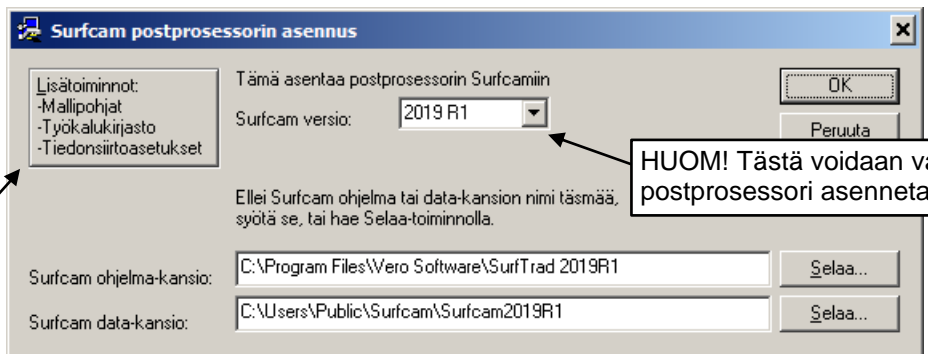 Surfcam postprosessorin asennus
Lisätoiminnot:
-Mallipohjat
-Työkalukirjasto
-Tiedonsiirtoasetukset
Tämä asentaa postprosessorin Surfcamiin
Surfcam versio:
2019 R1
OK
Peruuta
HUOM! Tästä voidaan va
postprosessori asenneta
Ellei Surfcam ohjelma tai data-kansion nimi täsmää,
syötä se, tai hae Selaa-toiminnolla.
Surfcam ohjelma-kansio:
C:\Program Files\Vero Software\SurfTrad 2019R1
Selaa...
Surfcam data-kansio:
C:\Users\Public\Surfcam\Surfcam2019R1
Selaa...